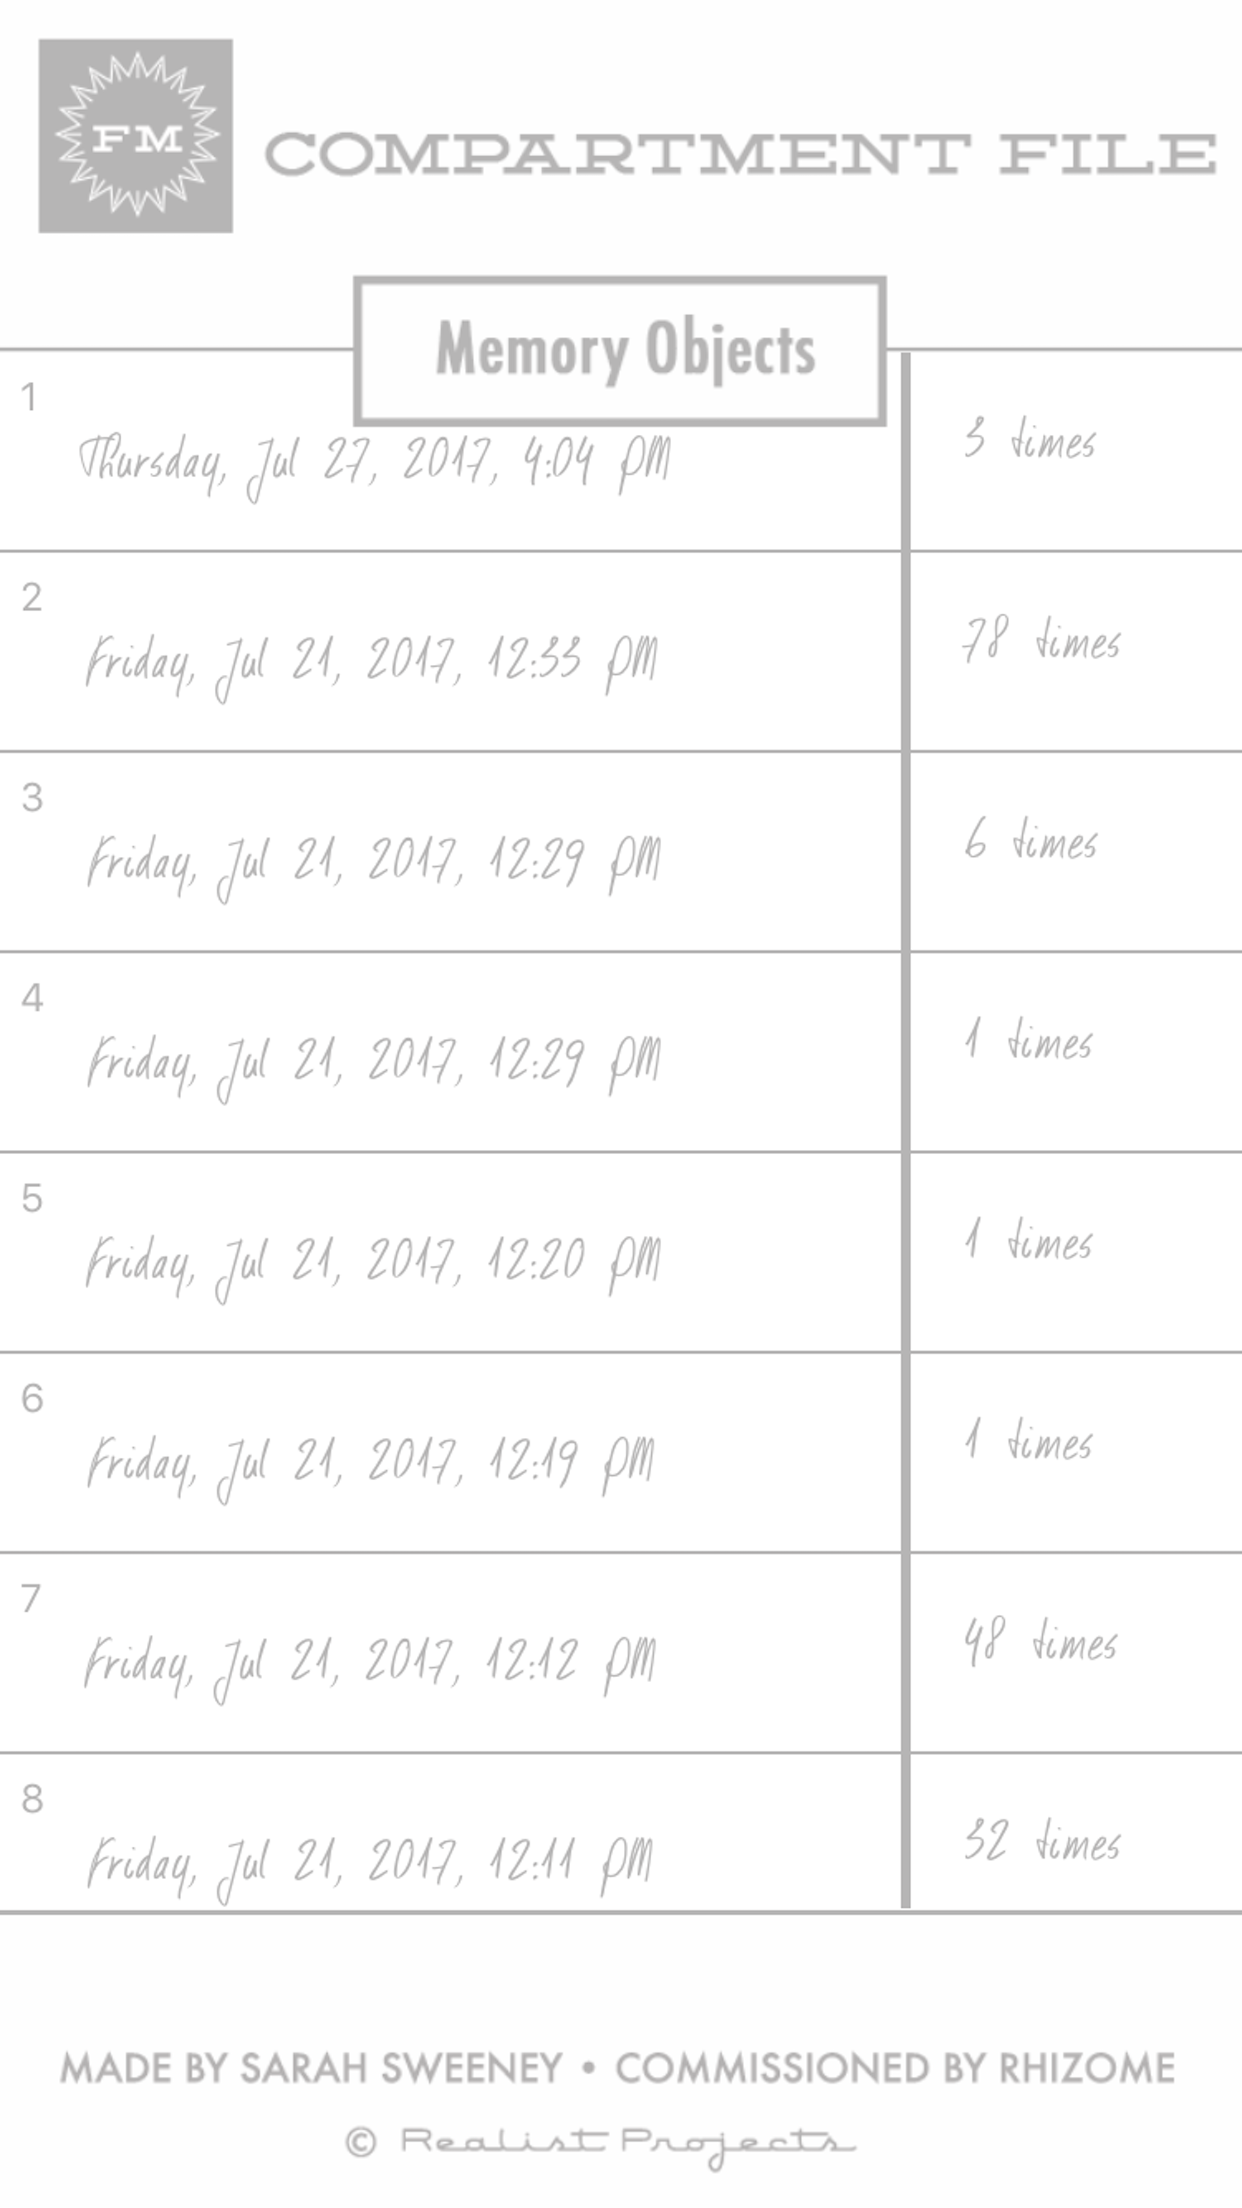 FM
COMPARTMENT FILE
Memory Objects
1
Thursday, Jul 27, 2017, 4:04 PM
3 times
2
Friday, Jul 21, 2017, 12:33 PM
78 times
3
Friday, Jul 21, 2017, 12:29 PM
6 times
4
Friday, Jul 21, 2017, 12:29 PM
1 times
5
Friday, Jul 21, 2017, 12:20 PM
1 times
6
Friday, Jul 21, 2017, 12:19 PM
1 times
7
Friday, Jul 21, 2017, 12:12 PM
48 times
8
Friday, Jul 21, 2017, 12:11 PM
32 times
MADE BY SARAH SWEENEY • COMMISSIONED BY RHIZOME
© Realist Projects